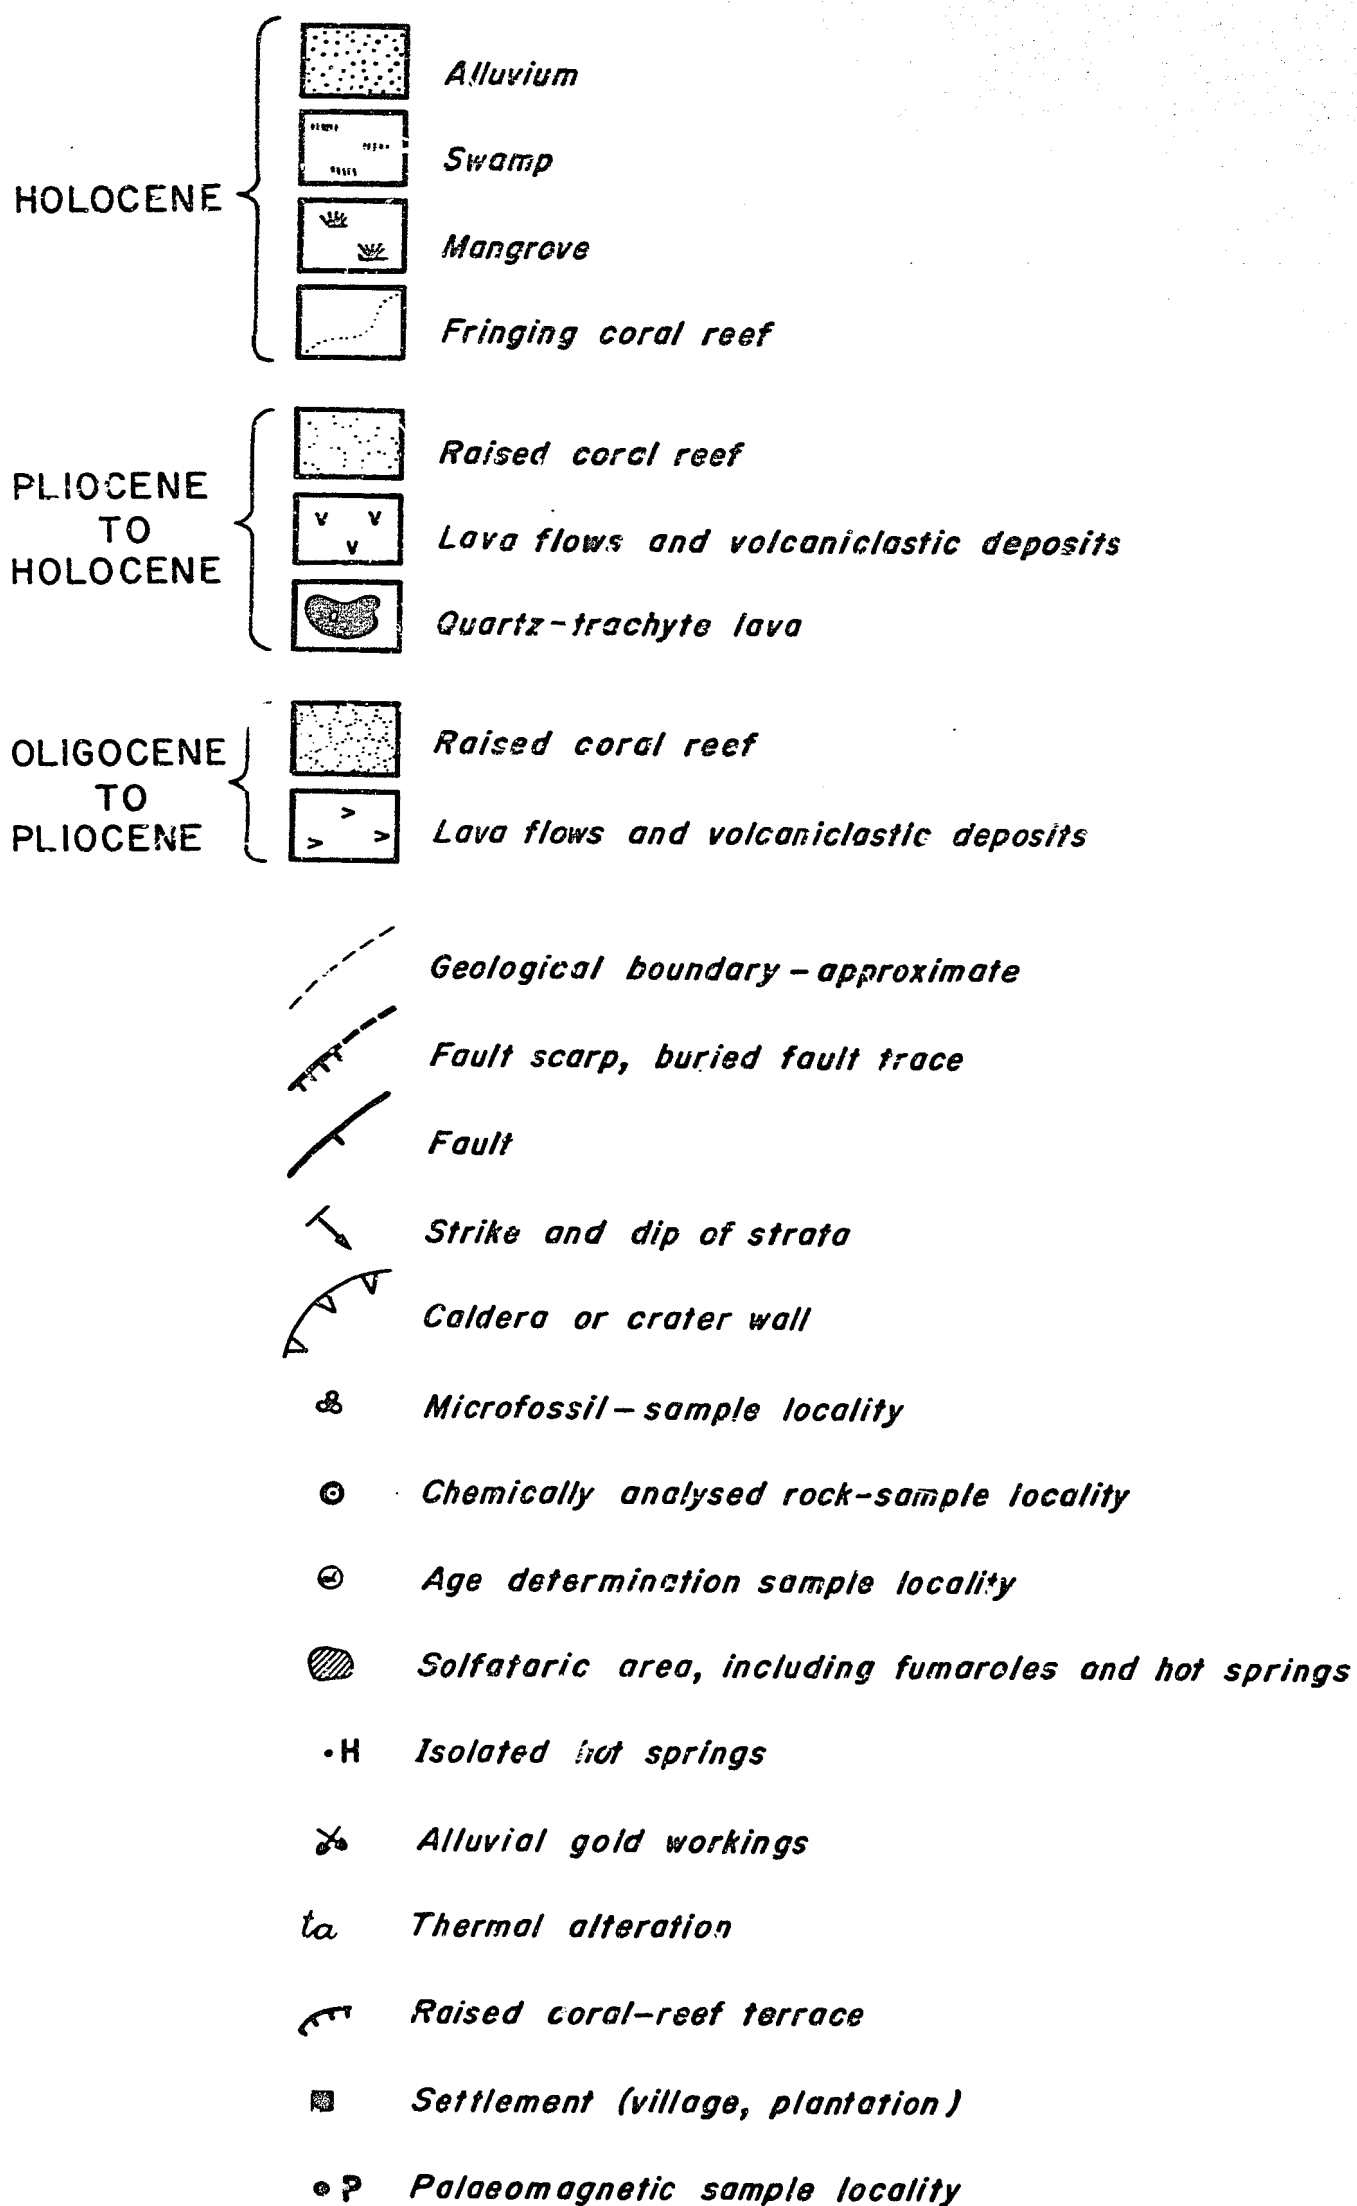 HOLOCENE
Alluvium
Swamp
Mangrove
Fringing coral reef
PLIOCENE
TO
HOLOCENE
Raised coral reef
Lava flows and volcaniclastic deposits
Quartz-trachyte lava
OLIGOCENE
TO
PLIOCENE
Raised coral reef
Lava flows and volcaniclastic deposits
Geological boundary – approximate
Fault scarp, buried fault trace
Fault
Strike and dip of strata
Caldera or crater wall
Microfossil – sample locality
Chemically analysed rock-sample locality
Age determination sample locality
Solfataric area, including fumaroles and hot springs
H Isolated hot springs
Alluvial gold workings
ta Thermal alteration
Raised coral-reef terrace
Settlement (village, plantation)
P Palaeomagnetic sample locality